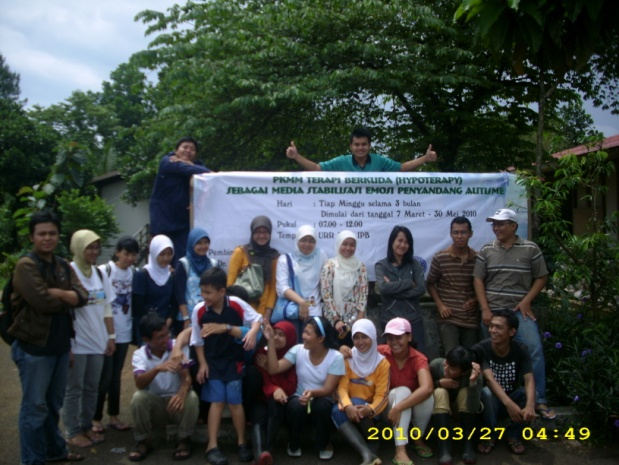 PKMM TERAPI BERKUDA (HYPOTERAPY)
SEBAGAI MEDIA STABILISASI EMOSI PENYANDANG AUTISME
Hari : Tiap Minggu selama 3 bulan
Dimulai dari tanggal 7 Maret - 30 Mei 2010
Pukul : 07.00 - 12.00
URR IPB
2010/03/27 04:49